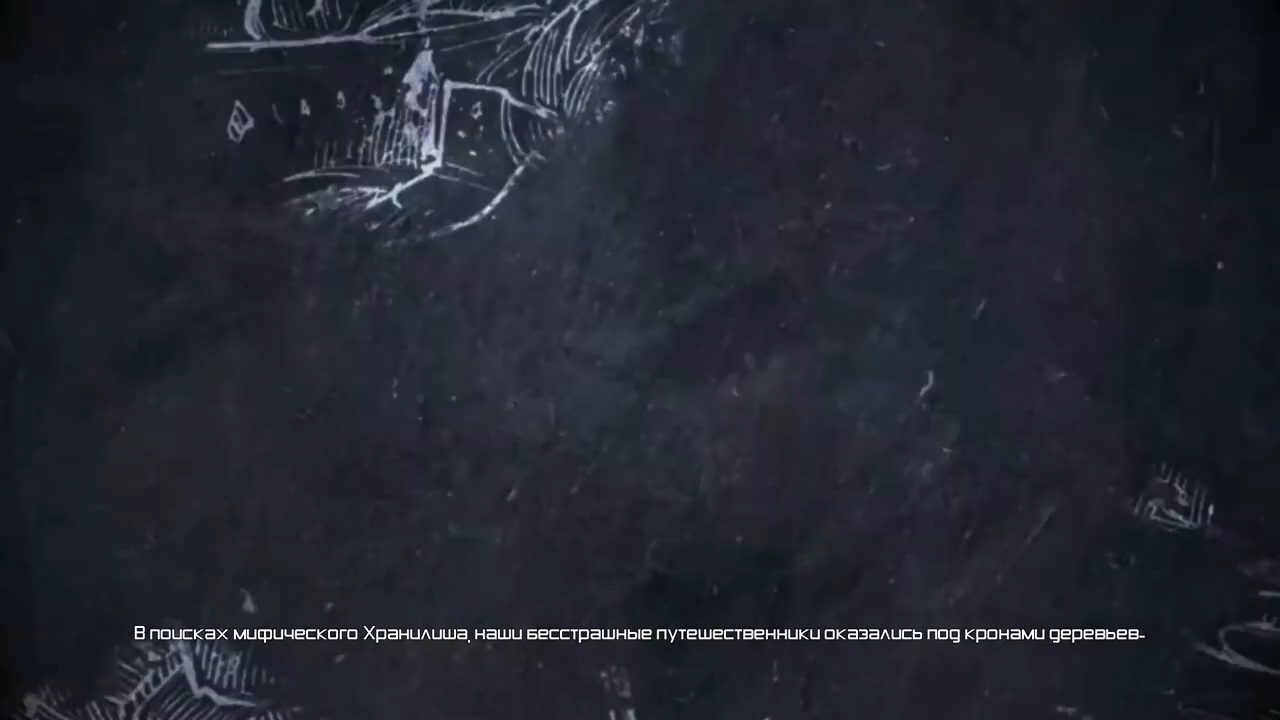 В поисках мифического Хранилища, наши бесстрашные путешественники оказались под кронами деревьев-